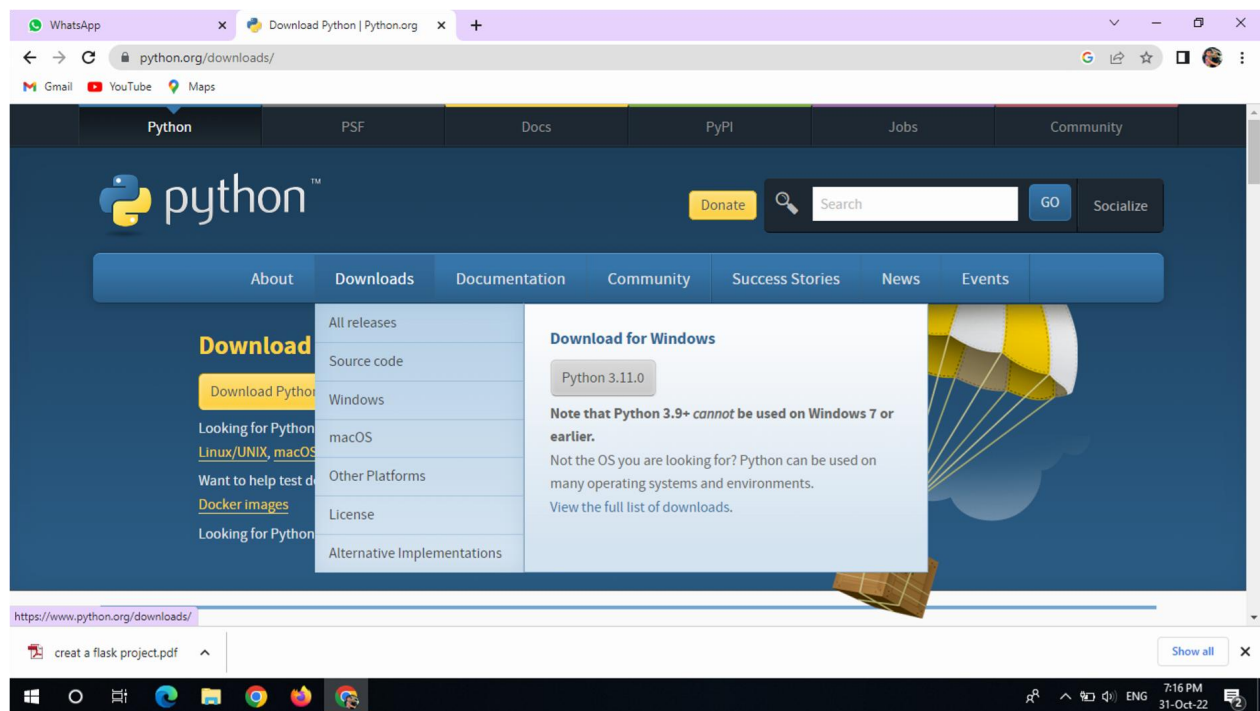 WhatsApp
Download Python | Python.org
python.org/downloads/
Gmail YouTube Maps
Python PSF Docs PyPI Jobs Community
python™
Donate Search GO Socialize
About Downloads Documentation Community Success Stories News Events
Download
Download Pytho
Looking for Python
Linux/UNIX, macOS
Want to help test d
Docker images
Looking for Python
All releases
Source code
Windows
macOS
Other Platforms
License
Alternative Implementations
Download for Windows
Python 3.11.0
Note that Python 3.9+ cannot be used on Windows 7 or
earlier.
Not the OS you are looking for? Python can be used on
many operating systems and environments.
View the full list of downloads.
https://www.python.org/downloads/
creat a flask project.pdf
Show all
ENG
7:16 PM
31-Oct-22
2